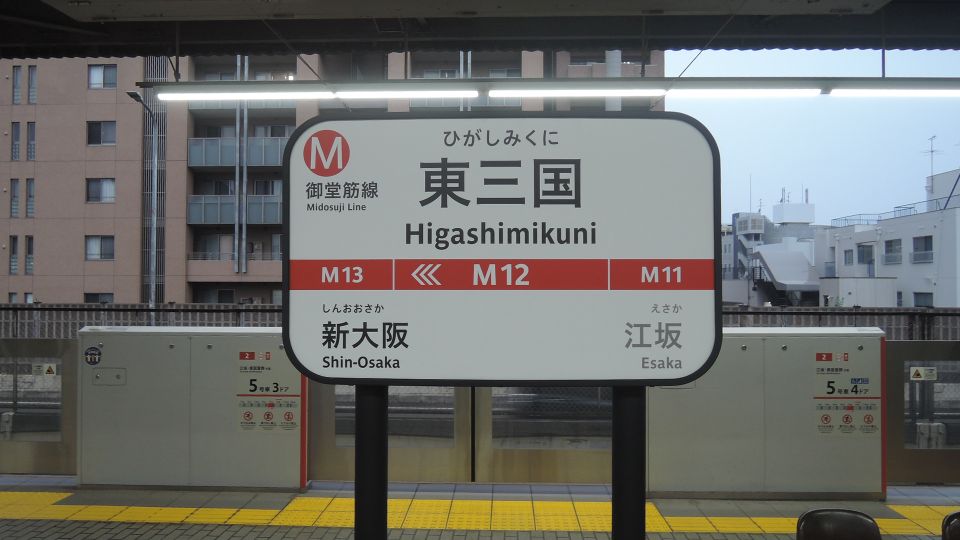 M
御堂筋線
Midosuji Line
ひがしみくに
東三国
Higashimikuni
M13
M12
M11
しんおおさか
新大阪
Shin-Osaka
えさか
江坂
Esaka
2
5号車 3ドア
2
5号車 4ドア